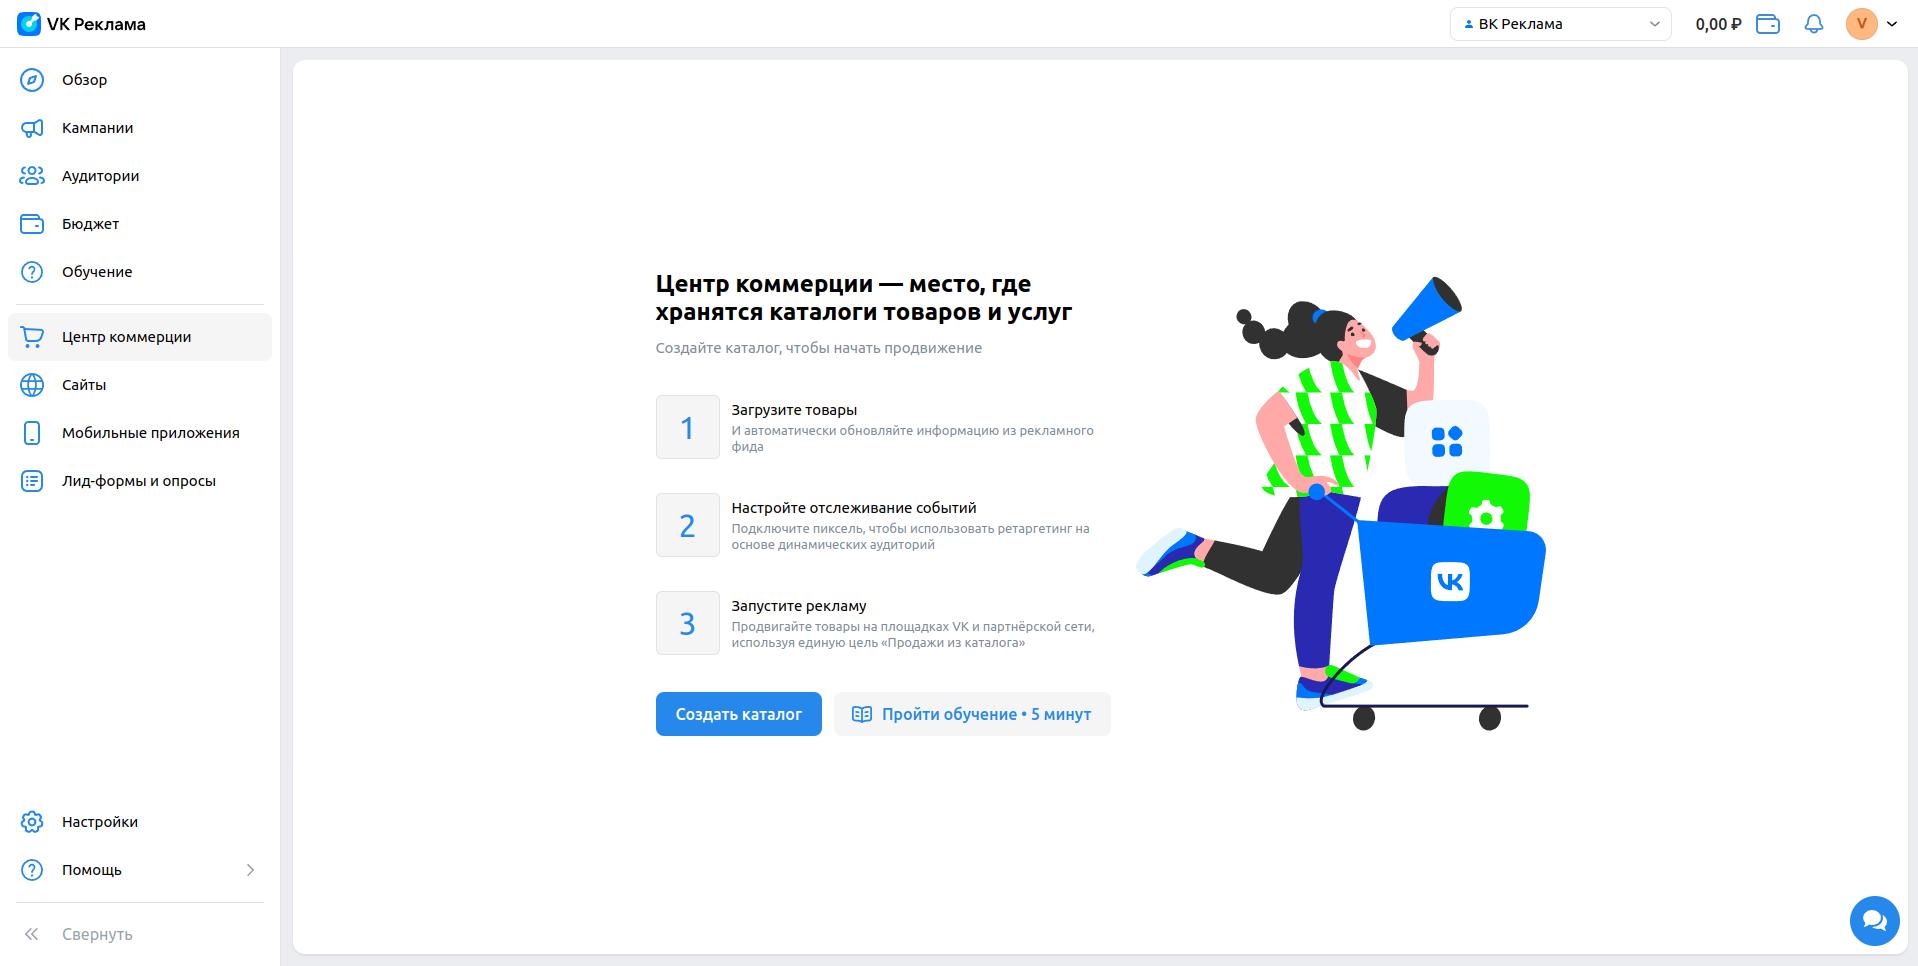 VK Реклама
ВК Реклама
0,00 ₽
V
Обзор
Кампании
Аудитории
Бюджет
Обучение
Центр коммерции
Сайты
Мобильные приложения
Лид-формы и опросы
Настройки
Помощь
Свернуть
Центр коммерции — место, где
хранятся каталоги товаров и услуг
Создайте каталог, чтобы начать продвижение
1
Загрузите товары
И автоматически обновляйте информацию из рекламного
фида
2
Настройте отслеживание событий
Подключите пиксель, чтобы использовать ретаргетинг на
основе динамических аудиторий
3
Запустите рекламу
Продвигайте товары на площадках VK и партнёрской сети,
используя единую цель «Продажи из каталога»
Создать каталог
Пройти обучение • 5 минут
VK